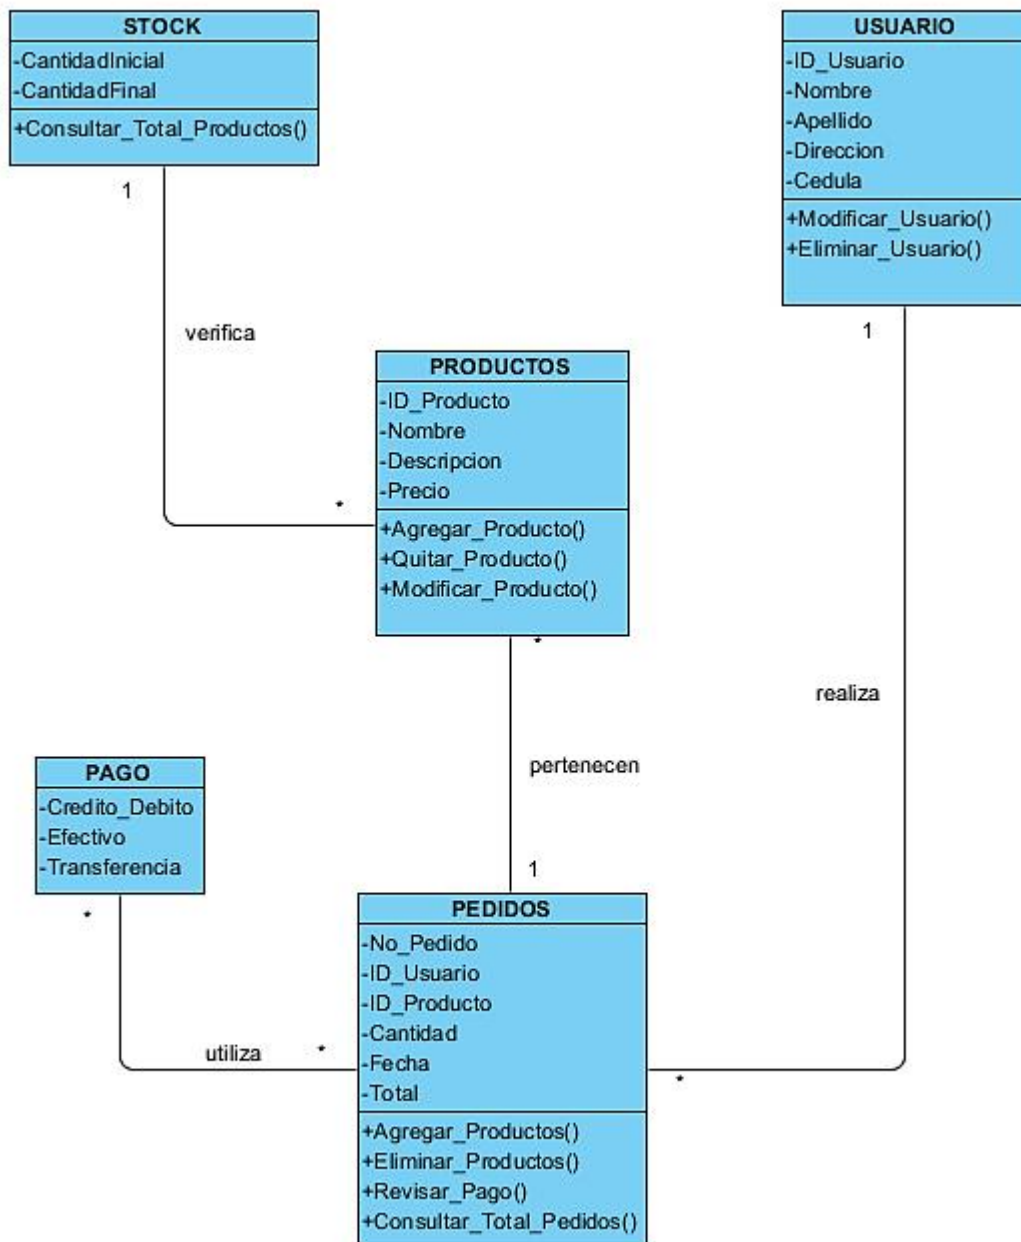 STOCK
-CantidadInicial
-CantidadFinal
+Consultar_Total_Productos()
1
USUARIO
-ID_Usuario
-Nombre
-Apellido
-Direccion
-Cedula
+Modificar_Usuario()
+Eliminar_Usuario()
1
verifica
*
PRODUCTOS
-ID_Producto
-Nombre
-Descripcion
-Precio
+Agregar_Producto()
+Quitar_Producto()
+Modificar_Producto()
*
realiza
pertenecen
1
PAGO
-Credito_Debito
-Efectivo
-Transferencia
*
utiliza
*
PEDIDOS
-No_Pedido
-ID_Usuario
-ID_Producto
-Cantidad
-Fecha
-Total
+Agregar_Productos()
+Eliminar_Productos()
+Revisar_Pago()
+Consultar_Total_Pedidos()
*